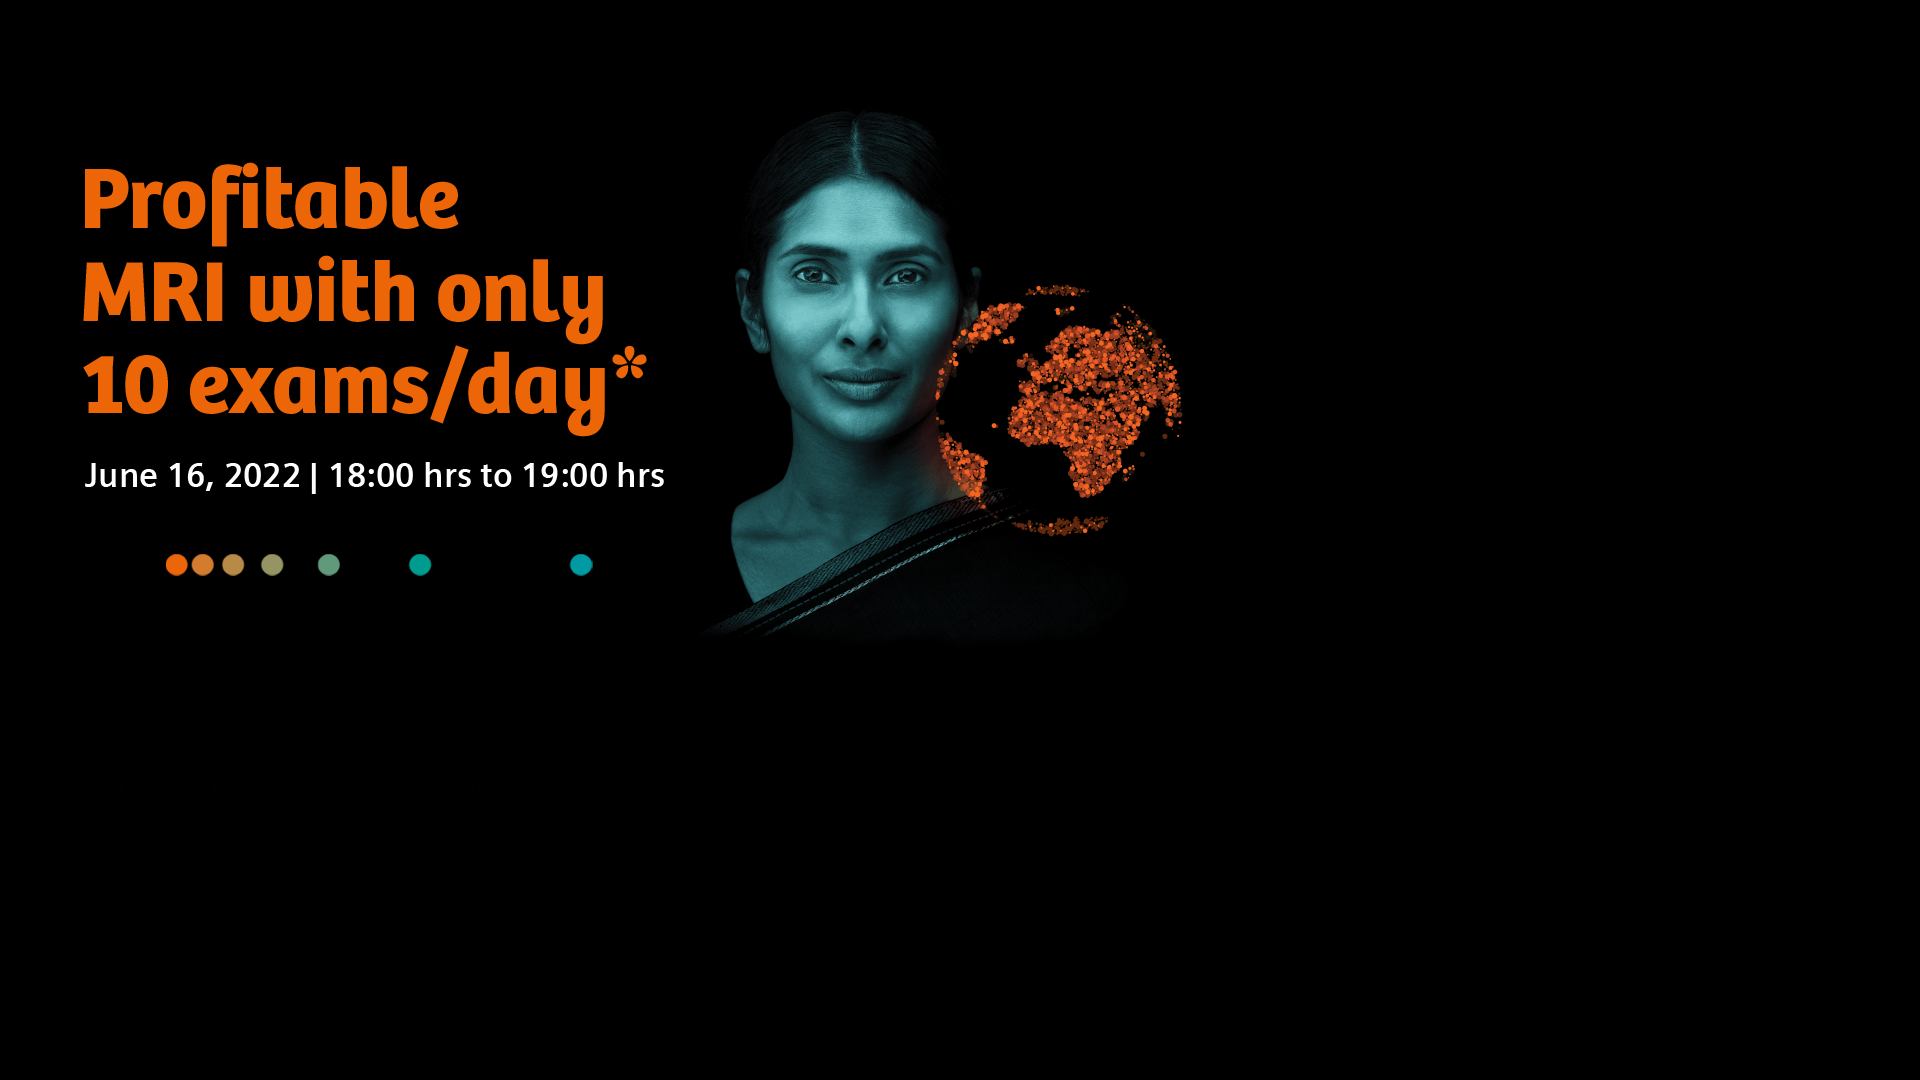 Profitable
MRI with only
10 exams/day*
June 16, 2022 | 18:00 hrs to 19:00 hrs